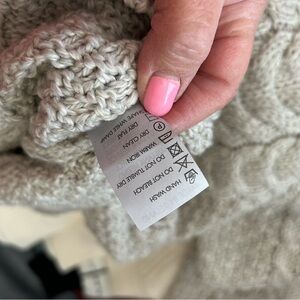 HAND WASH
DO NOT BLEACH
DO NOT TUMBLE DRY
WARM IRON
DRY CLEAN
DRY FLAT
SHAPE WHILE DAMP